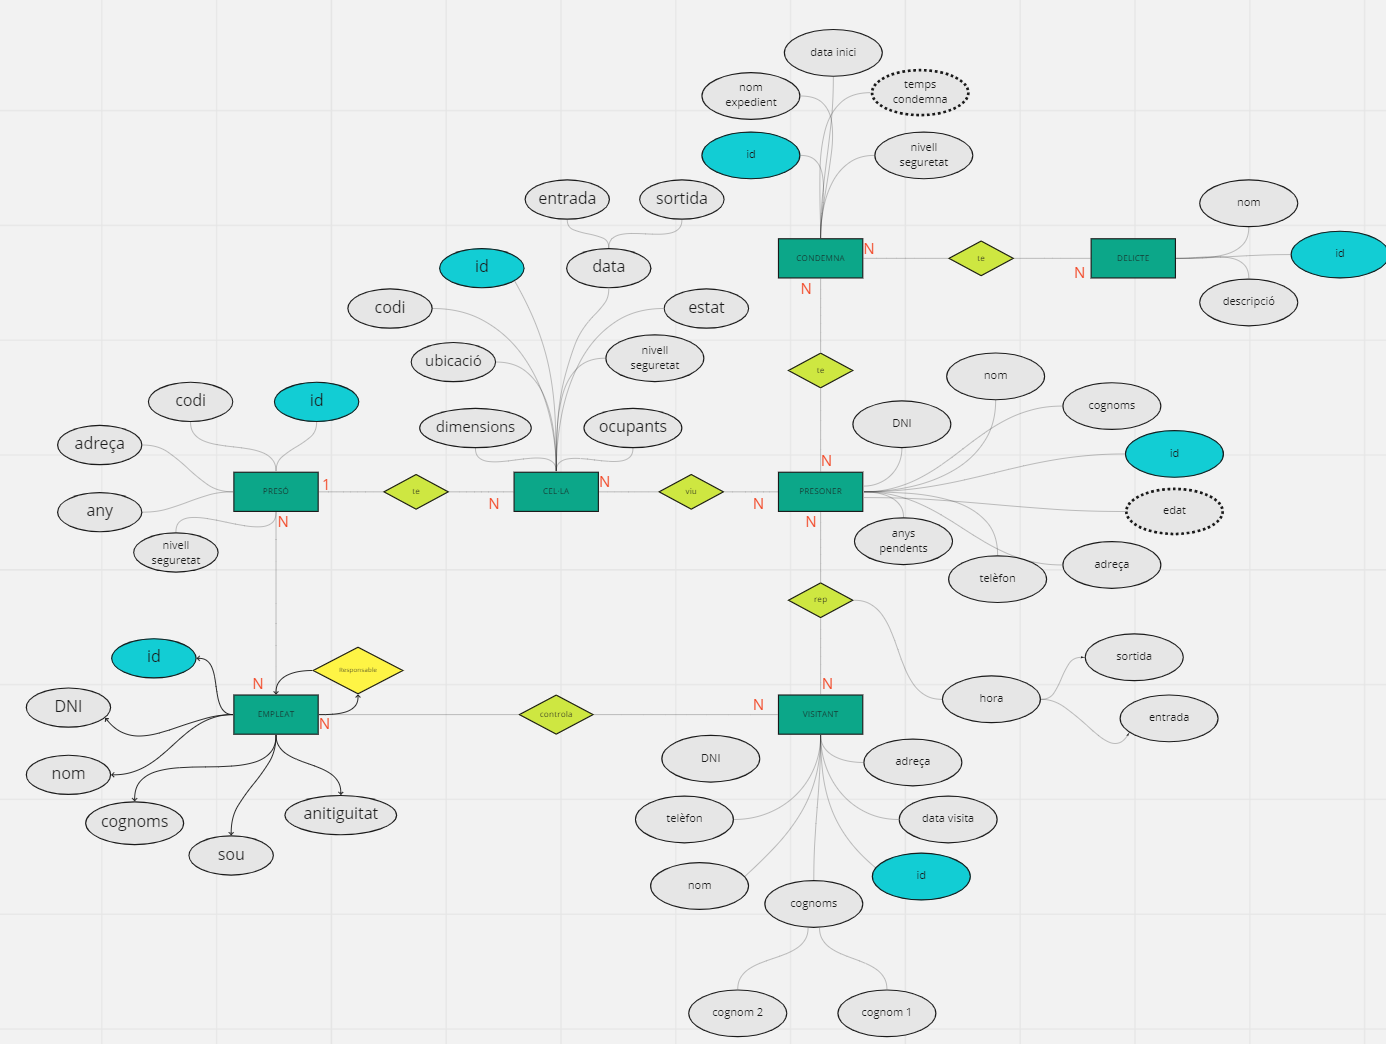 data inici
temps
condemna
nom
expedient
id
nivell
seguretat
entrada
sortida
nom
id
descripció
CONDEMNA
N
te
N
DELICTE
N
id
data
codi
estat
ubicació
nivell
seguretat
te
dimensions
ocupants
nom
cognoms
DNI
id
edat
codi
id
adreça
any
nivell
seguretat
PRESÓ
1
N
te
N
CEL·LA
N
viu
N
N
PRESONER
N
anys
pendents
telèfon
adreça
rep
hora
sortida
entrada
id
Responsable
N
DNI
EMPLEAT
N
controla
N
N
VISITANT
nom
cognoms
sou
anitiguitat
DNI
adreça
telèfon
data visita
nom
id
cognoms
cognom 2
cognom 1